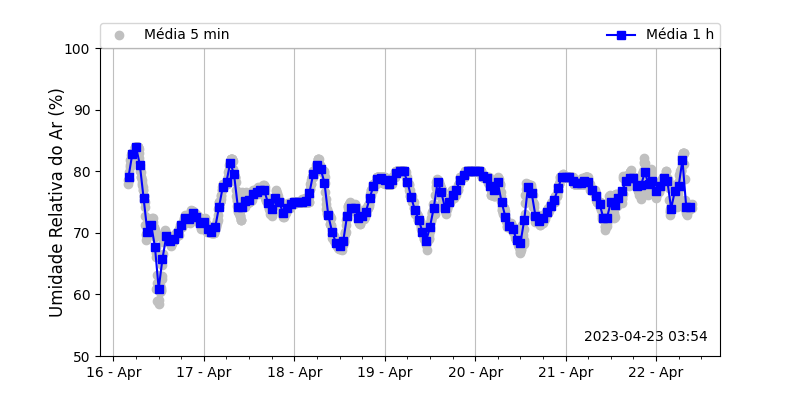 Média 5 min
Média 1 h
100
90
80
70
60
50
Umidade Relativa do Ar (%)
2023-04-23 03:54
16 - Apr
17 - Apr
18 - Apr
19 - Apr
20 - Apr
21 - Apr
22 - Apr